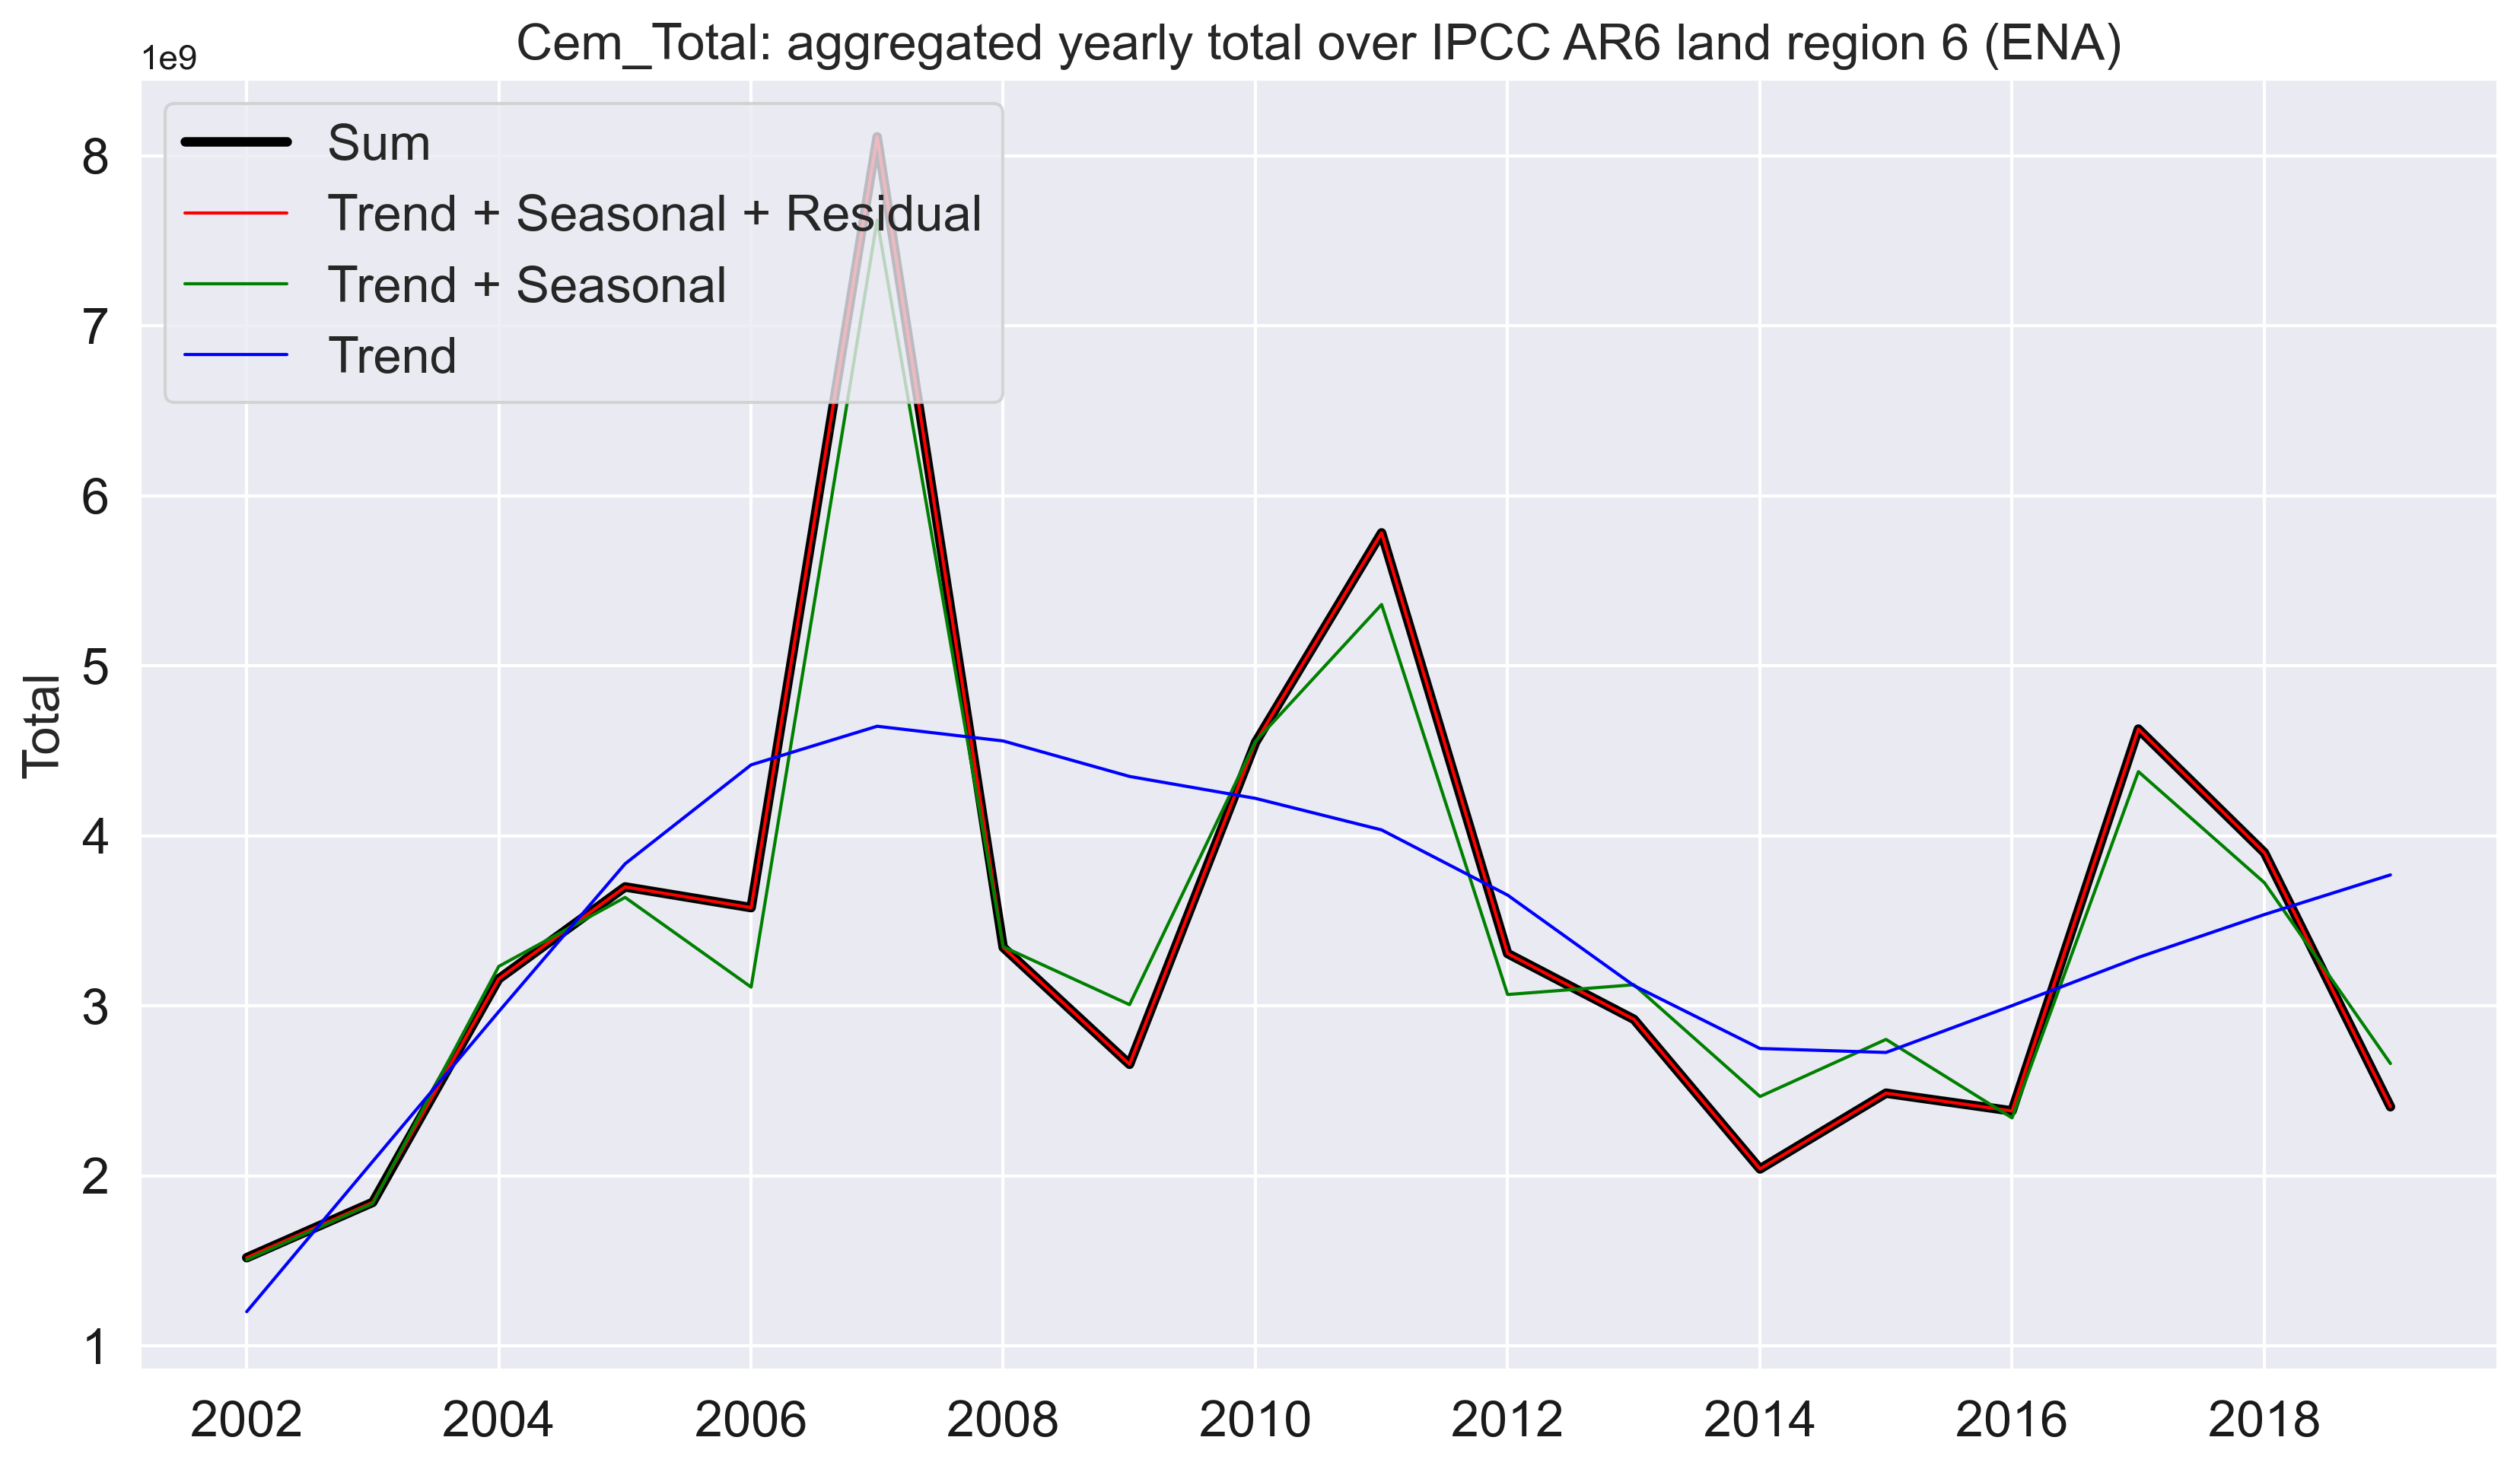 Cem_Total: aggregated yearly total over IPCC AR6 land region 6 (ENA)
1e9
Sum
Trend + Seasonal + Residual
Trend + Seasonal
Trend
8
7
6
5
4
3
2
1
Total
2002 2004 2006 2008 2010 2012 2014 2016 2018